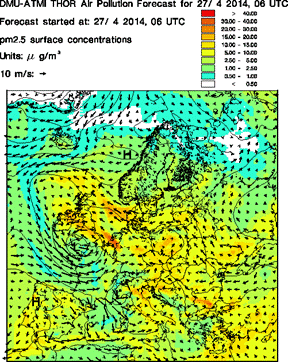 DMU-ATMI THOR Air Pollution Forecast for 27/ 4 2014, 06 UTC
Forecast started at: 27/ 4 2014, 06 UTC
pm2.5 surface concentrations
Units: μ g/m³
10 m/s: →
> 40.00
30.00 - 40.00
20.00 - 30.00
15.00 - 20.00
10.00 - 15.00
5.00 - 10.00
2.50 - 5.00
1.00 - 2.50
0.50 - 1.00
< 0.50
H
H